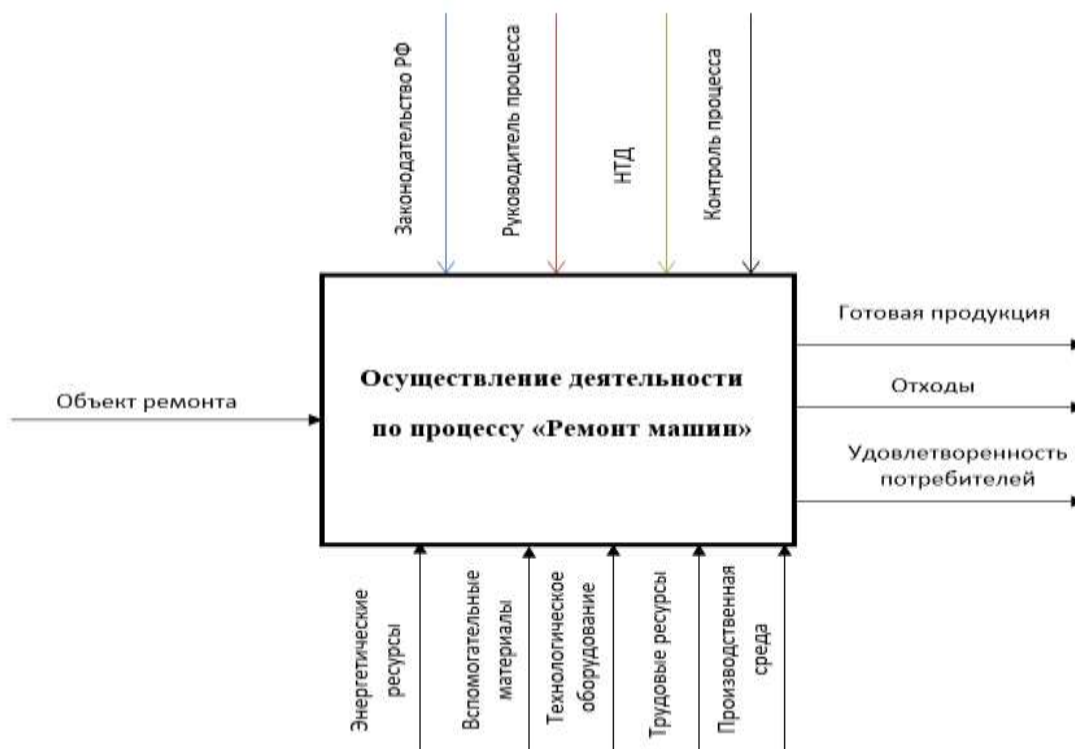 Законодательство РФ
Руководитель процесса
НТД
Контроль процесса
Объект ремонта
Осуществление деятельности
по процессу «Ремонт машин»
Готовая продукция
Отходы
Удовлетворенность
потребителей
Энергетические
ресурсы
Вспомогательные
материалы
Технологическое
оборудование
Трудовые ресурсы
Производственная
среда